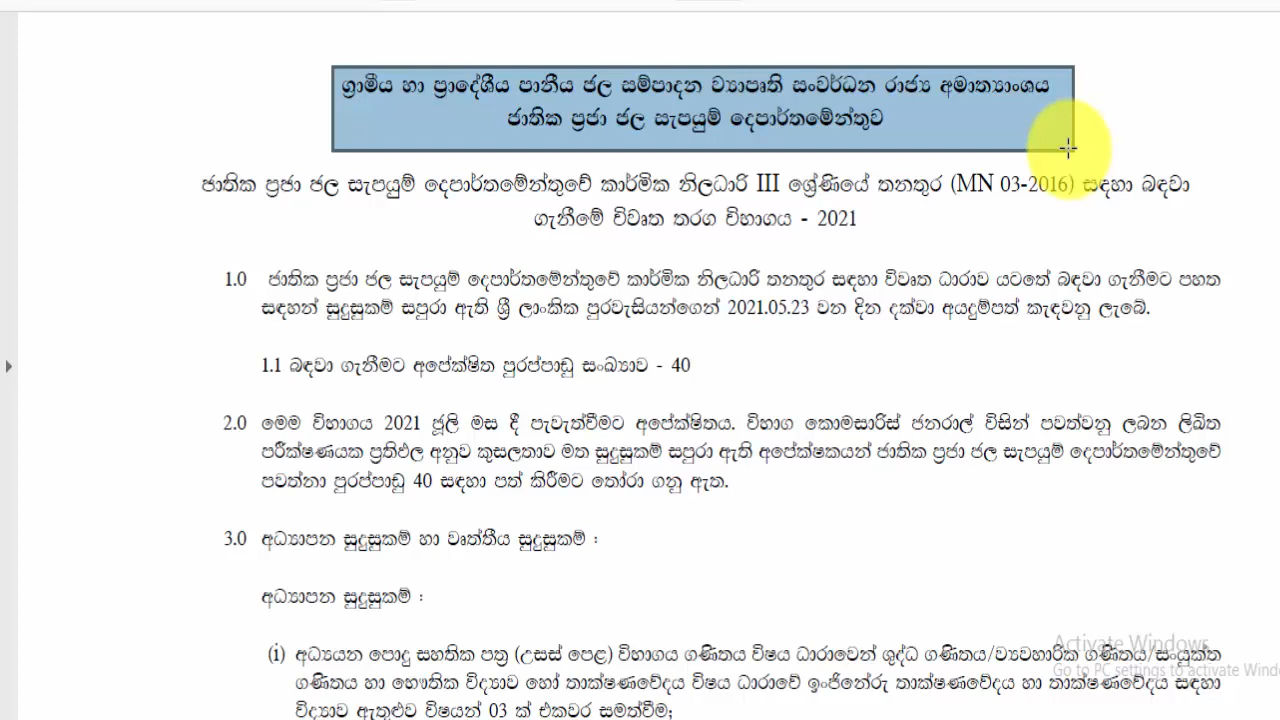 ග්‍රාමීය හා ප්‍රාදේශීය පානීය ජල සම්පාදන ව්‍යාපෘති සංවර්ධන රාජ්‍ය අමාත්‍යාංශය
ජාතික ප්‍රජා ජල සැපයුම් දෙපාර්තමේන්තුව
ජාතික ප්‍රජා ජල සැපයුම් දෙපාර්තමේන්තුවේ කාර්මික නිලධාරි III ශ්‍රේණියේ තනතුර (MN 03-2016) සඳහා බඳවා
ගැනීමේ විවෘත තරග විභාගය - 2021
1.0 ජාතික ප්‍රජා ජල සැපයුම් දෙපාර්තමේන්තුවේ කාර්මික නිලධාරි තනතුර සඳහා විවෘත ධාරාව යටතේ බඳවා ගැනීමට පහත
සඳහන් සුදුසුකම් සපුරා ඇති ශ්‍රී ලාංකික පුරවැසියන්ගෙන් 2021.05.23 වන දින දක්වා අයදුම්පත් කැඳවනු ලැබේ.
1.1 බඳවා ගැනීමට අපේක්ෂිත පුරප්පාඩු සංඛ්‍යාව - 40
2.0 මෙම විභාගය 2021 ජූලි මස දී පැවැත්වීමට අපේක්ෂිතය. විභාග කොමසාරිස් ජනරාල් විසින් පවත්වනු ලබන ලිඛිත
පරීක්ෂණයක ප්‍රතිඵල අනුව කුසලතාව මත සුදුසුකම් සපුරා ඇති අපේක්ෂකයන් ජාතික ප්‍රජා ජල සැපයුම් දෙපාර්තමේන්තුවේ
පවත්නා පුරප්පාඩු 40 සඳහා පත් කිරීමට තෝරා ගනු ඇත.
3.0 අධ්‍යාපන සුදුසුකම් හා වෘත්තීය සුදුසුකම් :
අධ්‍යාපන සුදුසුකම් :
(i) අධ්‍යයන පොදු සහතික පත්‍ර (උසස් පෙළ) විභාගය ගණිතය විෂය ධාරාවෙන් ශුද්ධ ගණිතය/ව්‍යවහාරික ගණිතය/සංයුක්ත
ගණිතය හා භෞතික විද්‍යාව හෝ තාක්ෂණවේදය විෂය ධාරාවේ ඉංජිනේරු තාක්ෂණවේදය හා තාක්ෂණවේදය සඳහා
විද්‍යාව ඇතුළුව විෂයන් 03 ක් එකවර සමත්වීම;
Activate Windows
Go to PC settings to activate Wind